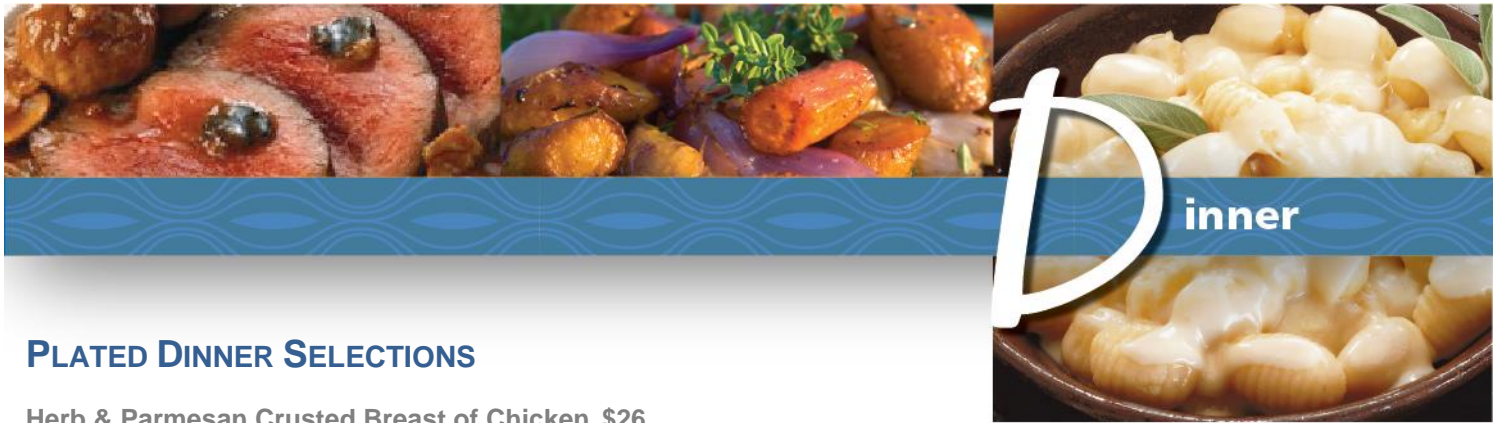 Dinner
PLATED DINNER SELECTIONS
Herb & Parmesan Crusted Breast of Chicken $26